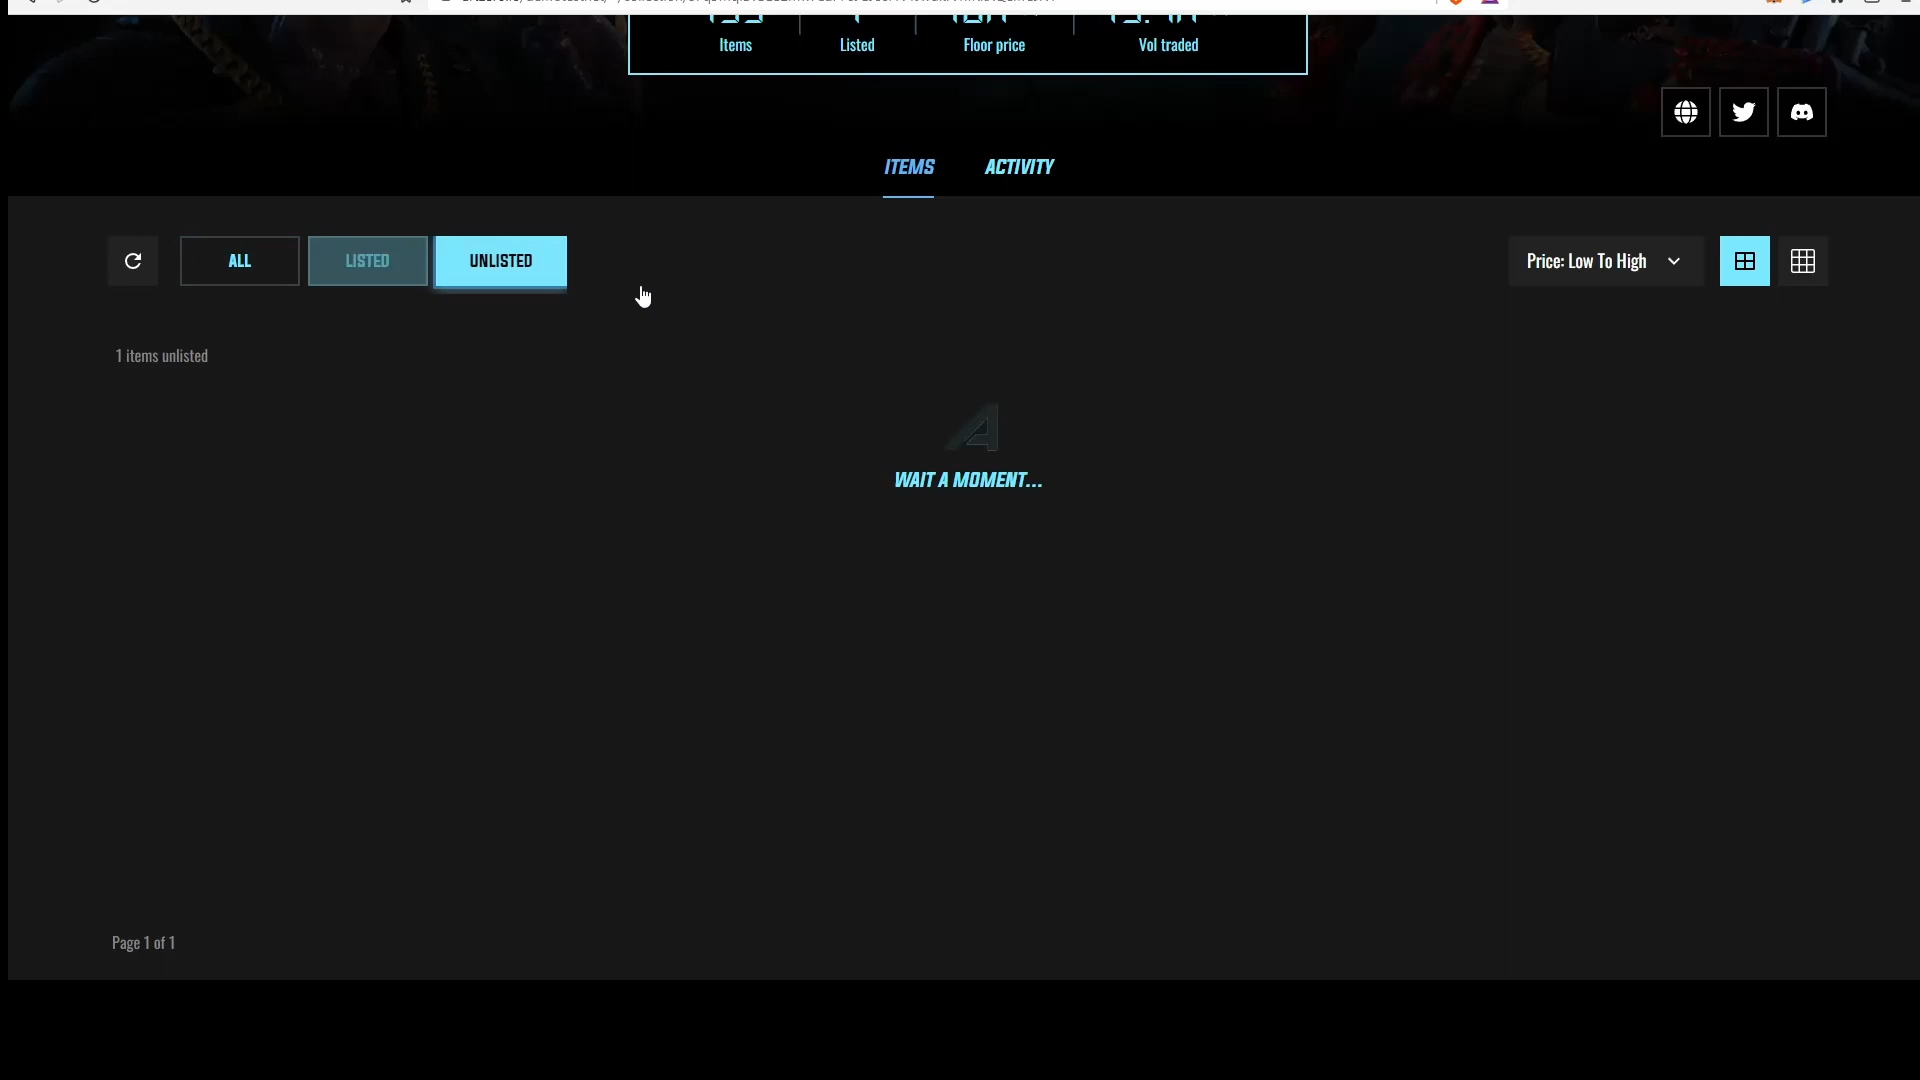 Items
Listed
Floor price
Vol traded
ITEMS
ACTIVITY
ALL
LISTED
UNLISTED
Price: Low To High
1 items unlisted
WAIT A MOMENT...
Page 1 of 1